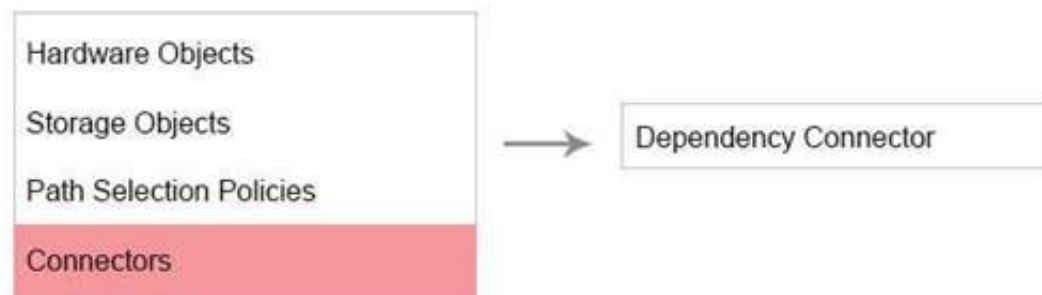 Hardware Objects
Storage Objects
Path Selection Policies
Connectors
Dependency Connector